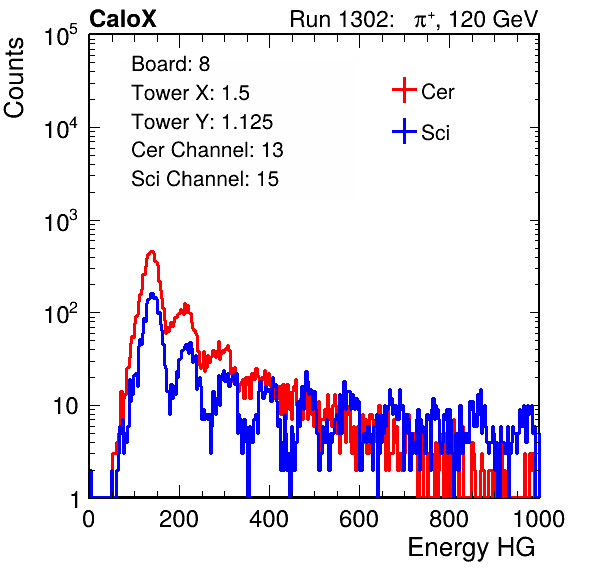 CaloX Run 1302: π⁺, 120 GeV
Counts
10⁵
10⁴
10³
10²
10
1
Board: 8
Tower X: 1.5
Tower Y: 1.125
Cer Channel: 13
Sci Channel: 15
Cer
Sci
0 200 400 600 800 1000
Energy HG